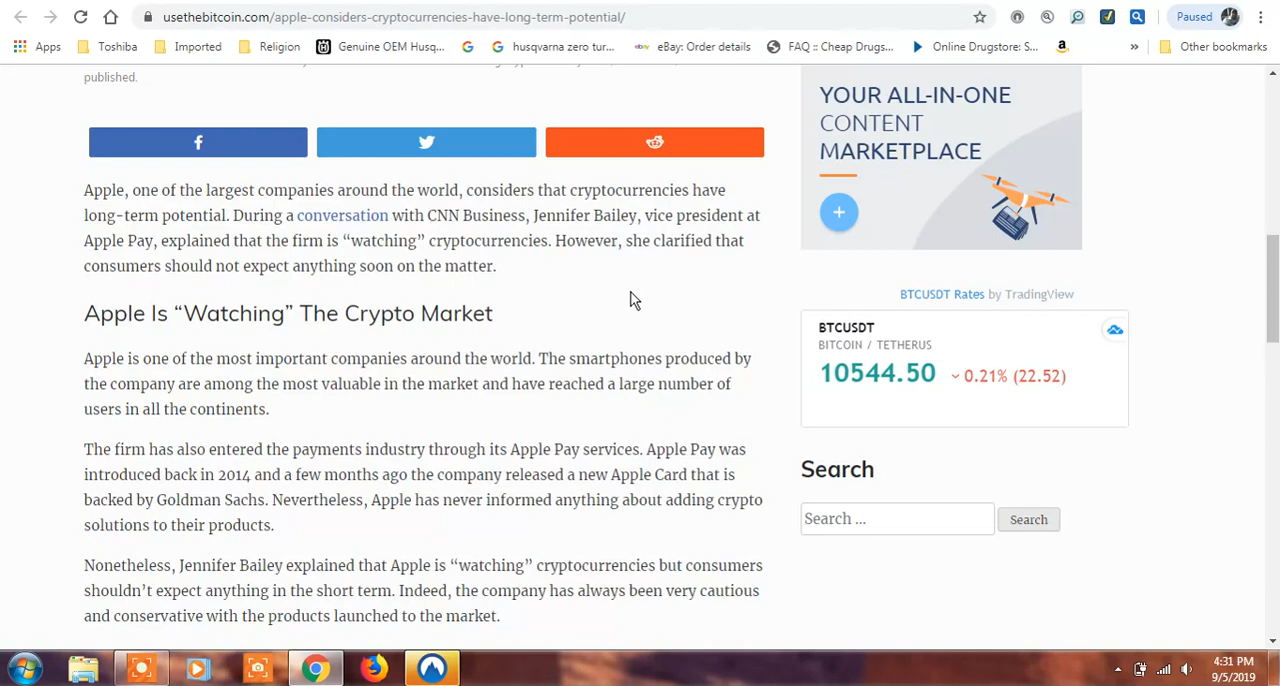 usethebitcoin.com/apple-considers-cryptocurrencies-have-long-term-potential/
Paused
Apps
Toshiba
Imported
Religion
Genuine OEM Husq...
husqvarna zero tur...
eBay: Order details
FAQ :: Cheap Drugs...
Online Drugstore: S...
»
Other bookmarks
published.
Apple, one of the largest companies around the world, considers that cryptocurrencies have
long-term potential. During a conversation with CNN Business, Jennifer Bailey, vice president at
Apple Pay, explained that the firm is “watching” cryptocurrencies. However, she clarified that
consumers should not expect anything soon on the matter.
Apple Is “Watching” The Crypto Market
Apple is one of the most important companies around the world. The smartphones produced by
the company are among the most valuable in the market and have reached a large number of
users in all the continents.
The firm has also entered the payments industry through its Apple Pay services. Apple Pay was
introduced back in 2014 and a few months ago the company released a new Apple Card that is
backed by Goldman Sachs. Nevertheless, Apple has never informed anything about adding crypto
solutions to their products.
Nonetheless, Jennifer Bailey explained that Apple is “watching” cryptocurrencies but consumers
shouldn’t expect anything in the short term. Indeed, the company has always been very cautious
and conservative with the products launched to the market.
YOUR ALL-IN-ONE
CONTENT
MARKETPLACE
BTCUSDT Rates by TradingView
BTCUSDT
BITCOIN / TETHERUS
10544.50 0.21% (22.52)
Search
Search ...
Search
4:31 PM
9/5/2019